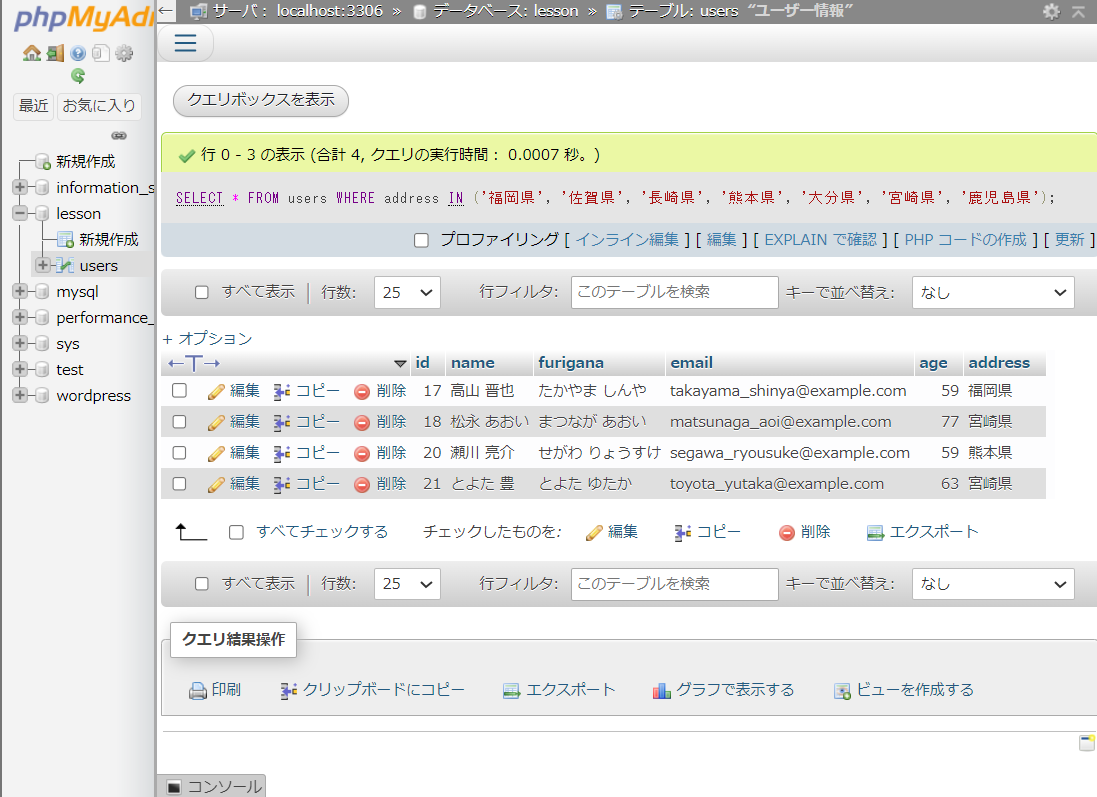 phpMyAdm
最近 お気に入り
新規作成
information_s
lesson
新規作成
users
mysql
performance_
sys
test
wordpress
← サーバ: localhost:3306 » データベース: lesson » テーブル: users “ユーザー情報”
クエリボックスを表示
行 0 - 3 の表示 (合計 4, クエリの実行時間: 0.0007 秒。)
SELECT * FROM users WHERE address IN ('福岡県', '佐賀県', '長崎県', '熊本県', '大分県', '宮崎県', '鹿児島県');
プロファイリング [ インライン編集 ] [ 編集 ] [ EXPLAIN で確認 ] [ PHP コードの作成 ] [ 更新 ]
すべて表示 | 行数: 25 行フィルタ: このテーブルを検索 キーで並べ替え: なし
+ オプション
←T→ id name furigana email age address
編集 コピー 削除 17 高山 晋也 たかやま しんや takayama_shinya@example.com 59 福岡県
編集 コピー 削除 18 松永 あおい まつなが あおい matsunaga_aoi@example.com 77 宮崎県
編集 コピー 削除 20 瀬川 亮介 せがわ りょうすけ segawa_ryousuke@example.com 59 熊本県
編集 コピー 削除 21 とよた 豊 とよた ゆたか toyota_yutaka@example.com 63 宮崎県
すべてチェックする チェックしたものを: 編集 コピー 削除 エクスポート
すべて表示 | 行数: 25 行フィルタ: このテーブルを検索 キーで並べ替え: なし
クエリ結果操作
印刷 クリップボードにコピー エクスポート グラフで表示する ビューを作成する
コンソール